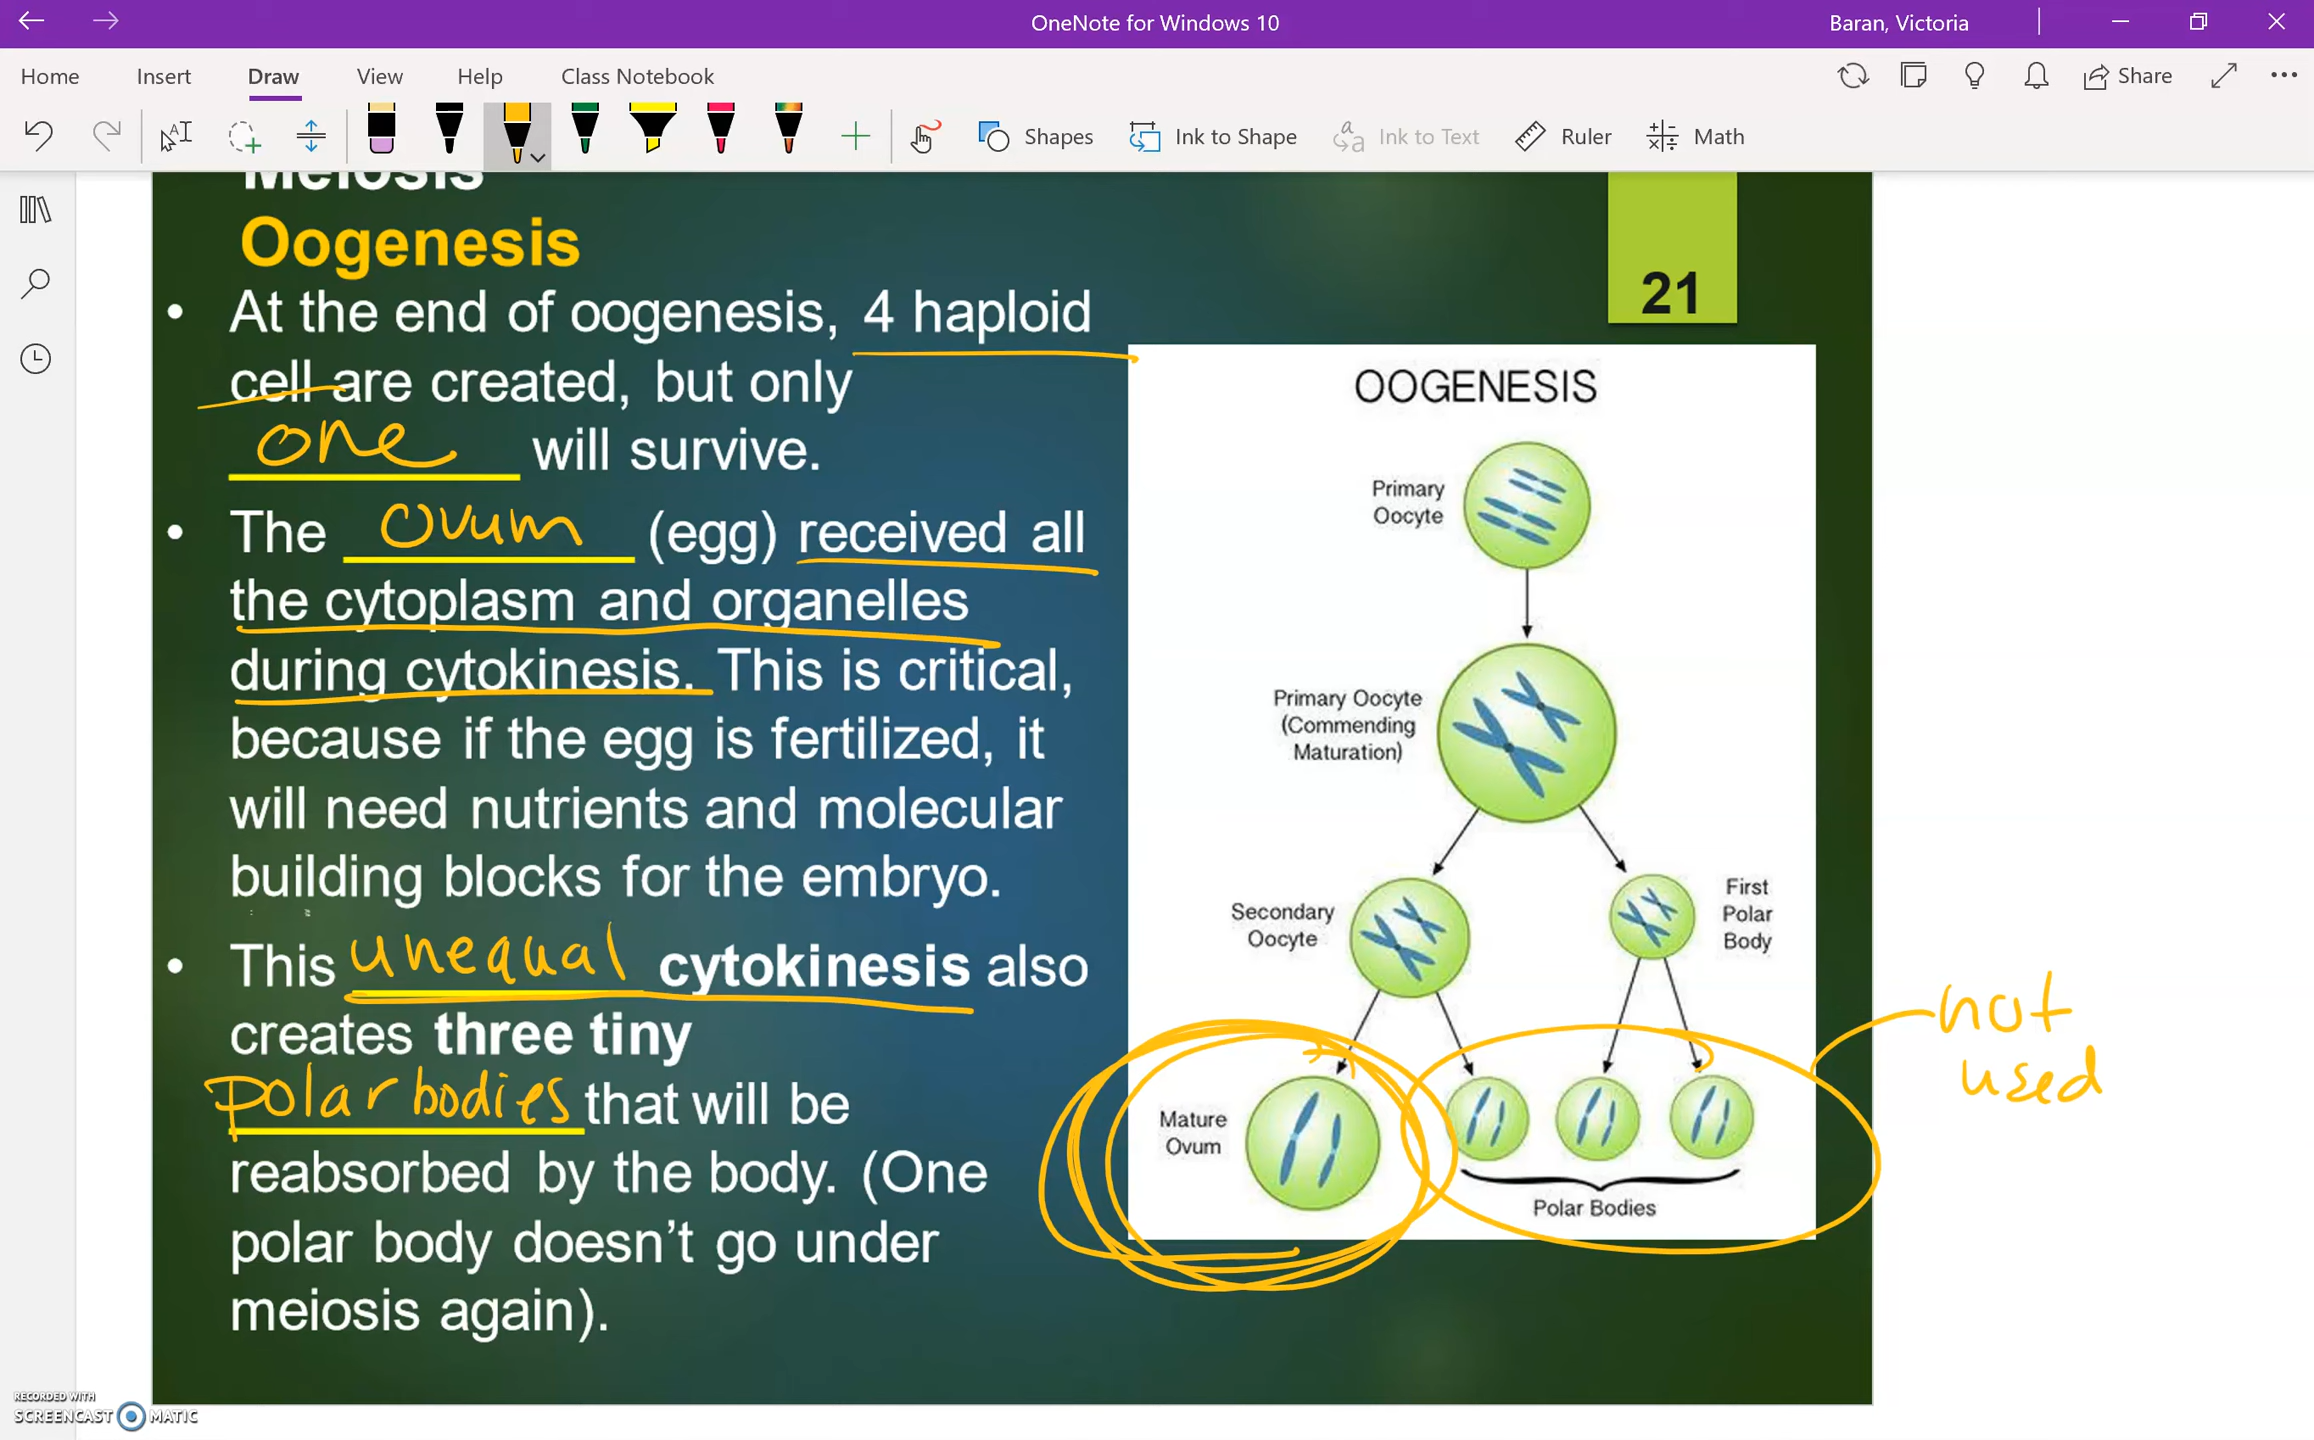 OneNote for Windows 10
Baran, Victoria
Home Insert Draw View Help Class Notebook
Share
Shapes Ink to Shape Ink to Text Ruler Math
Meiosis
Oogenesis
21
• At the end of oogenesis, 4 haploid
cell are created, but only
one will survive.
• The ovum (egg) received all
the cytoplasm and organelles
during cytokinesis. This is critical,
because if the egg is fertilized, it
will need nutrients and molecular
building blocks for the embryo.
• This unequal cytokinesis also
creates three tiny
polar bodies that will be
reabsorbed by the body. (One
polar body doesn't go under
meiosis again).
OOGENESIS
Primary
Oocyte
Primary Oocyte
(Commending
Maturation)
Secondary
Oocyte
First
Polar
Body
Mature
Ovum
Polar Bodies
not
used
RECORDED WITH
SCREENCAST MATIC